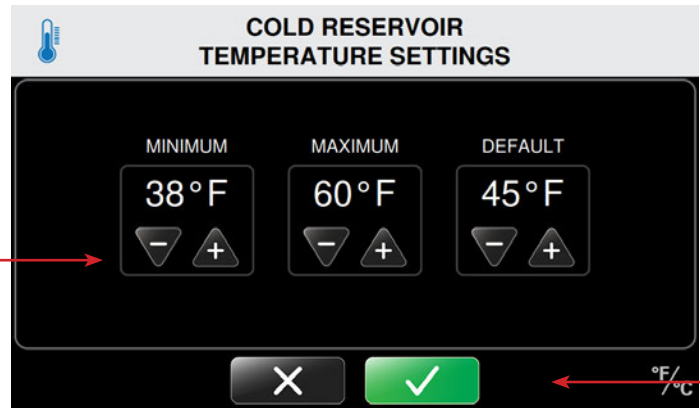 COLD RESERVOIR
TEMPERATURE SETTINGS
MINIMUM MAXIMUM DEFAULT
38°F 60°F 45°F
− + − + − +
°F/°C